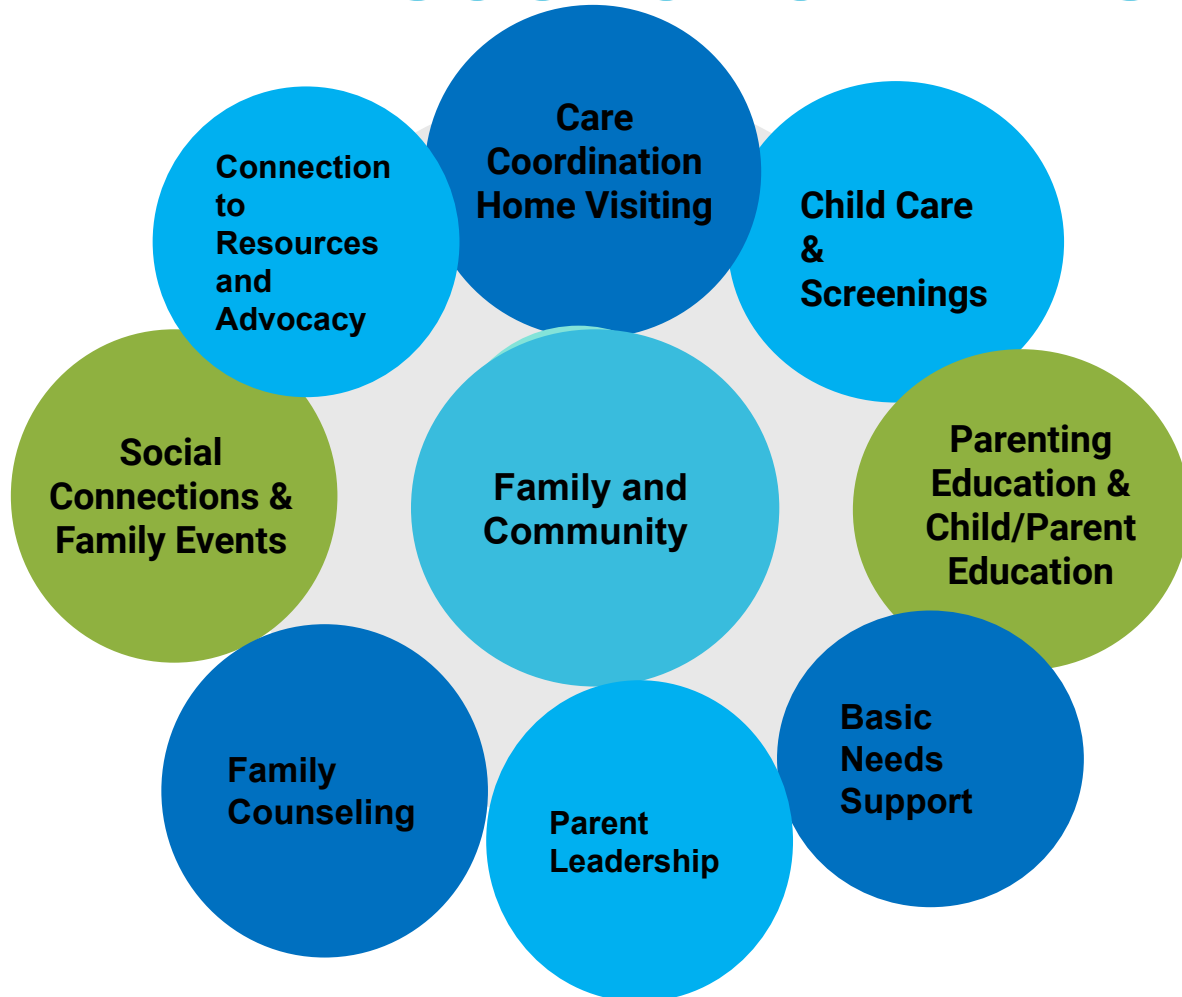 Care
Coordination
Home Visiting
Connection
to
Resources
and
Advocacy
Child Care
&
Screenings
Social
Connections &
Family Events
Family and
Community
Parenting
Education &
Child/Parent
Education
Family
Counseling
Parent
Leadership
Basic
Needs
Support